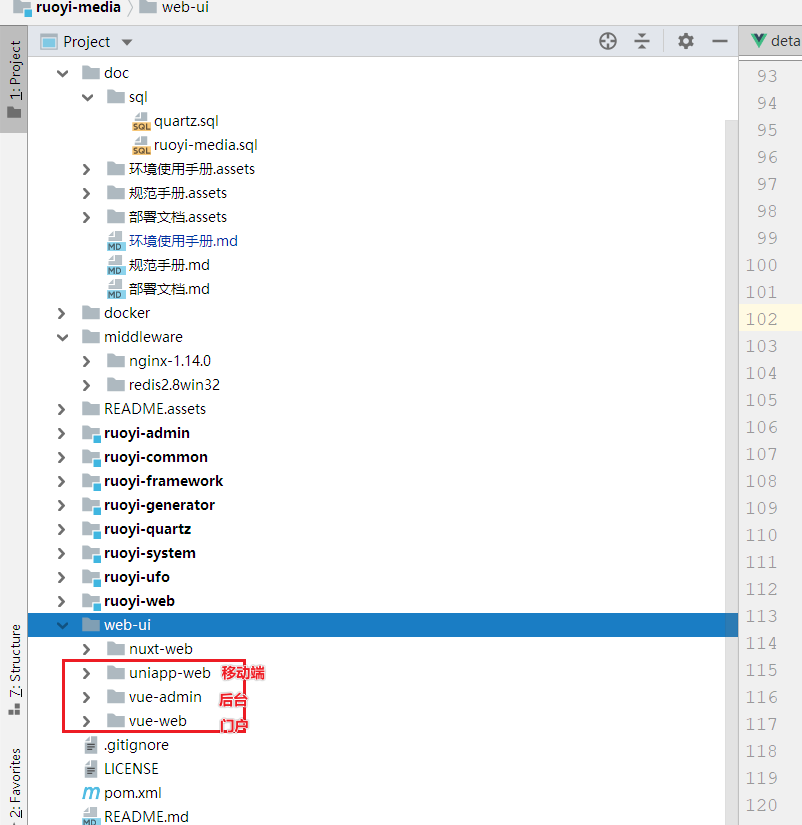 ruoyi-media
web-ui
1: Project
Project
deta
doc
sql
quartz.sql
ruoyi-media.sql
环境使用手册.assets
规范手册.assets
部署文档.assets
环境使用手册.md
规范手册.md
部署文档.md
docker
middleware
nginx-1.14.0
redis2.8win32
README.assets
ruoyi-admin
ruoyi-common
ruoyi-framework
ruoyi-generator
ruoyi-quartz
ruoyi-system
ruoyi-ufo
ruoyi-web
web-ui
nuxt-web
uniapp-web 移动端
vue-admin 后台
vue-web 门户
.gitignore
LICENSE
pom.xml
README.md
7: Structure
2: Favorites
93
94
95
96
97
98
99
100
101
102
103
104
105
106
107
108
109
110
111
112
113
114
115
116
117
118
119
120